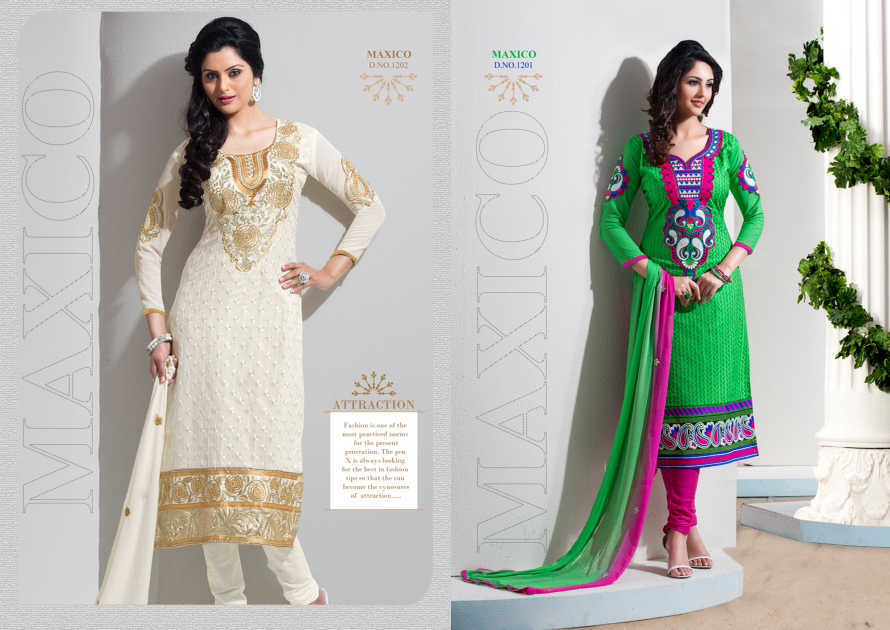 MAXICO
MAXICO
D.NO.1202
ATTRACTION
Fashion is one of the
most practiced norms
for the present
generation. The gen
X is always looking
for the best in fashion
tips so that the can
become the cynosures
of attraction.....
MAXICO
MAXICO
D.NO.1201